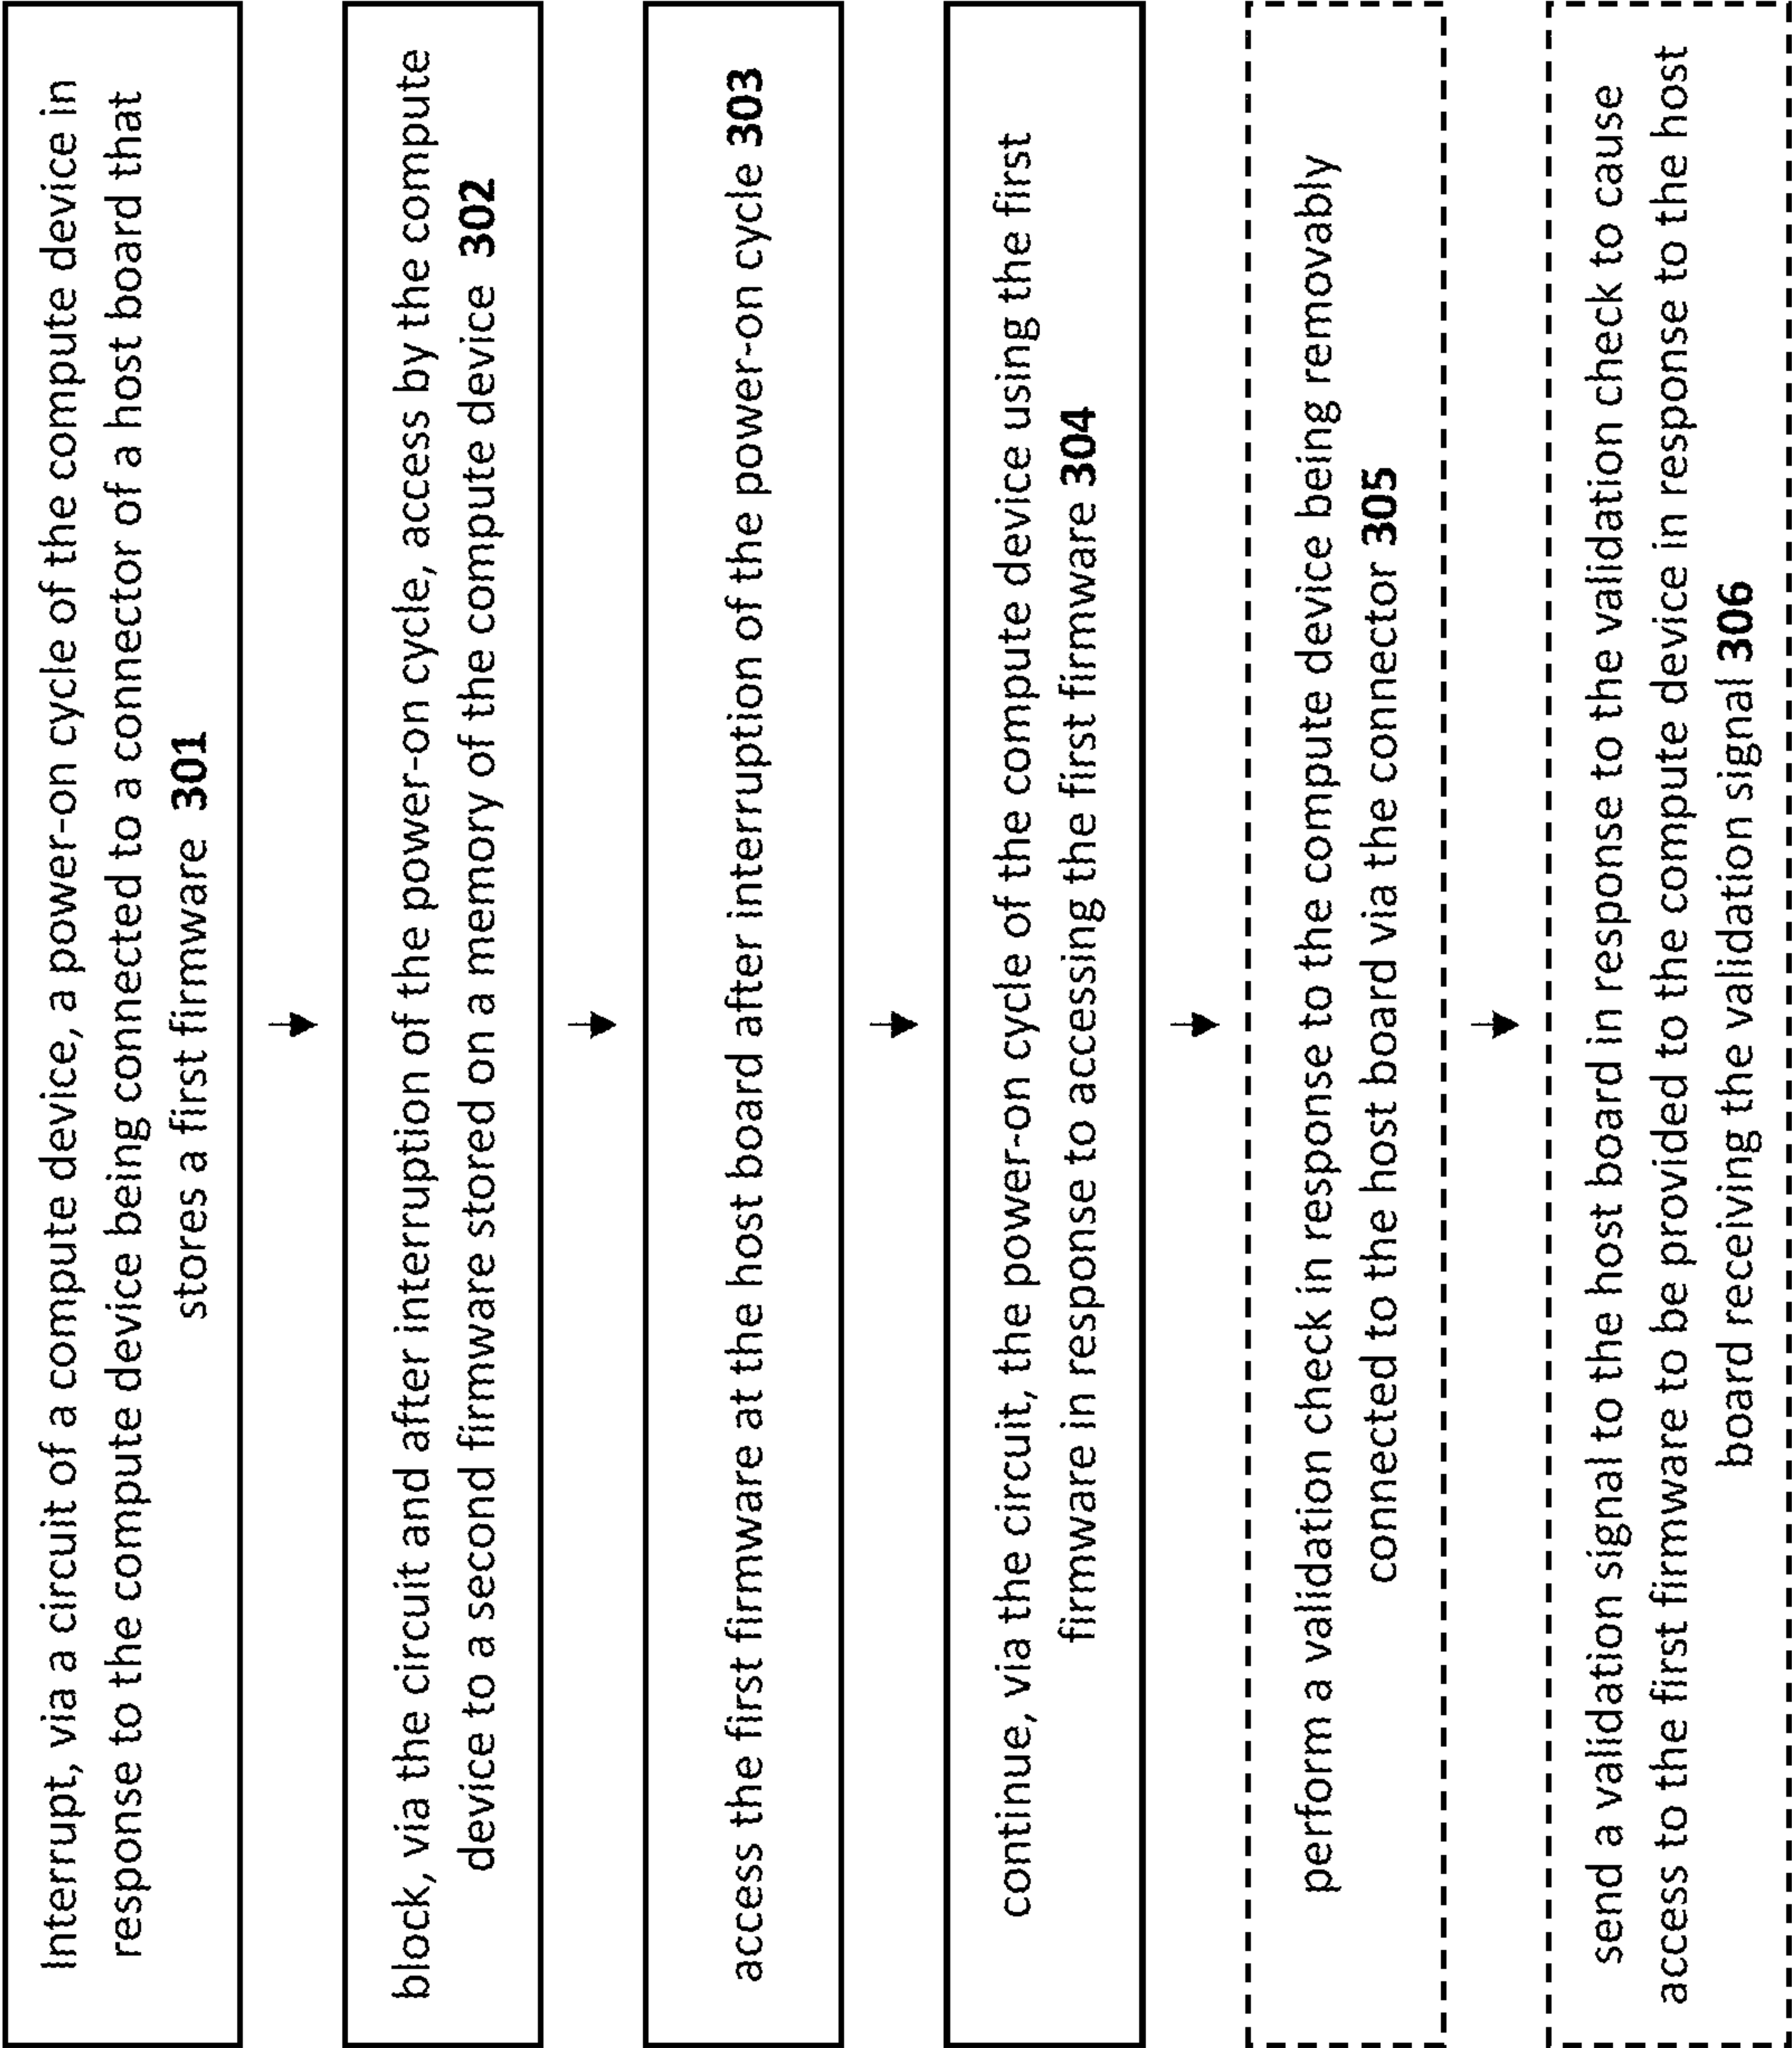 Interrupt, via a circuit of a compute device, a power-on cycle of the compute device in
response to the compute device being connected to a connector of a host board that
stores a first firmware 301
block, via the circuit and after interruption of the power-on cycle, access by the compute
device to a second firmware stored on a memory of the compute device 302
access the first firmware at the host board after interruption of the power-on cycle 303
continue, via the circuit, the power-on cycle of the compute device using the first
firmware in response to accessing the first firmware 304
perform a validation check in response to the compute device being removably
connected to the host board via the connector 305
send a validation signal to the host board in response to the validation check to cause
access to the first firmware to be provided to the compute device in response to the host
board receiving the validation signal 306